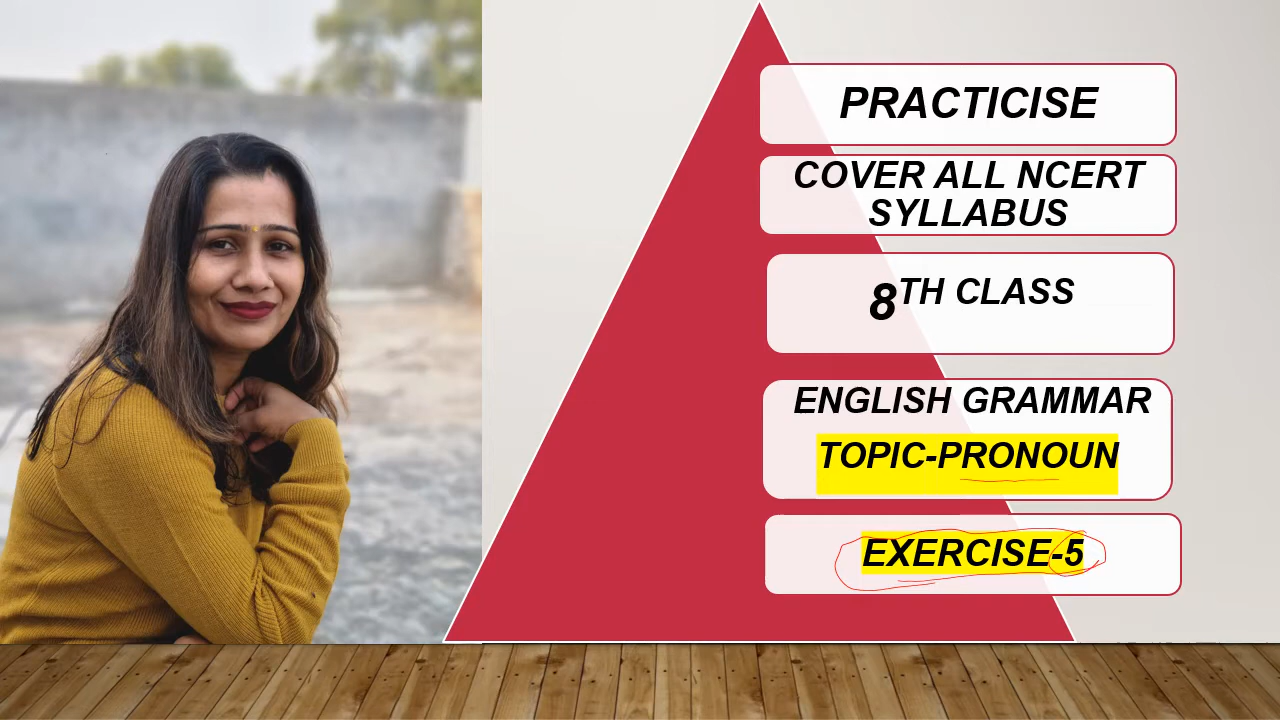 PRACTICISE
COVER ALL NCERT
SYLLABUS
8TH CLASS
ENGLISH GRAMMAR
TOPIC-PRONOUN
EXERCISE-5